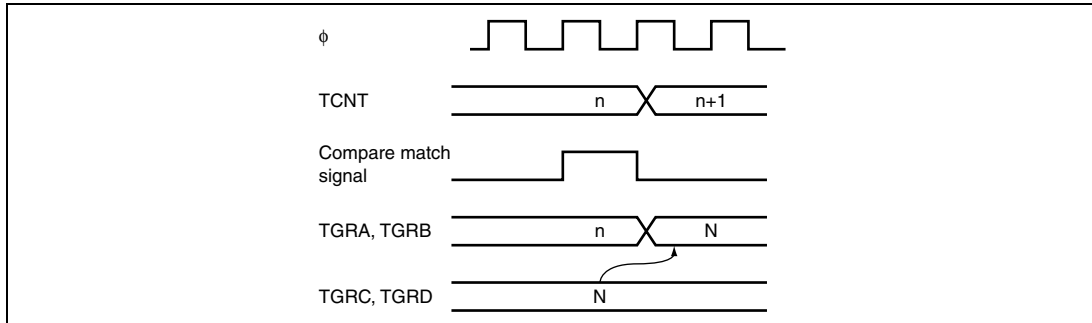 ϕ
TCNT n n+1
Compare match
signal
TGRA, TGRB n N
TGRC, TGRD N